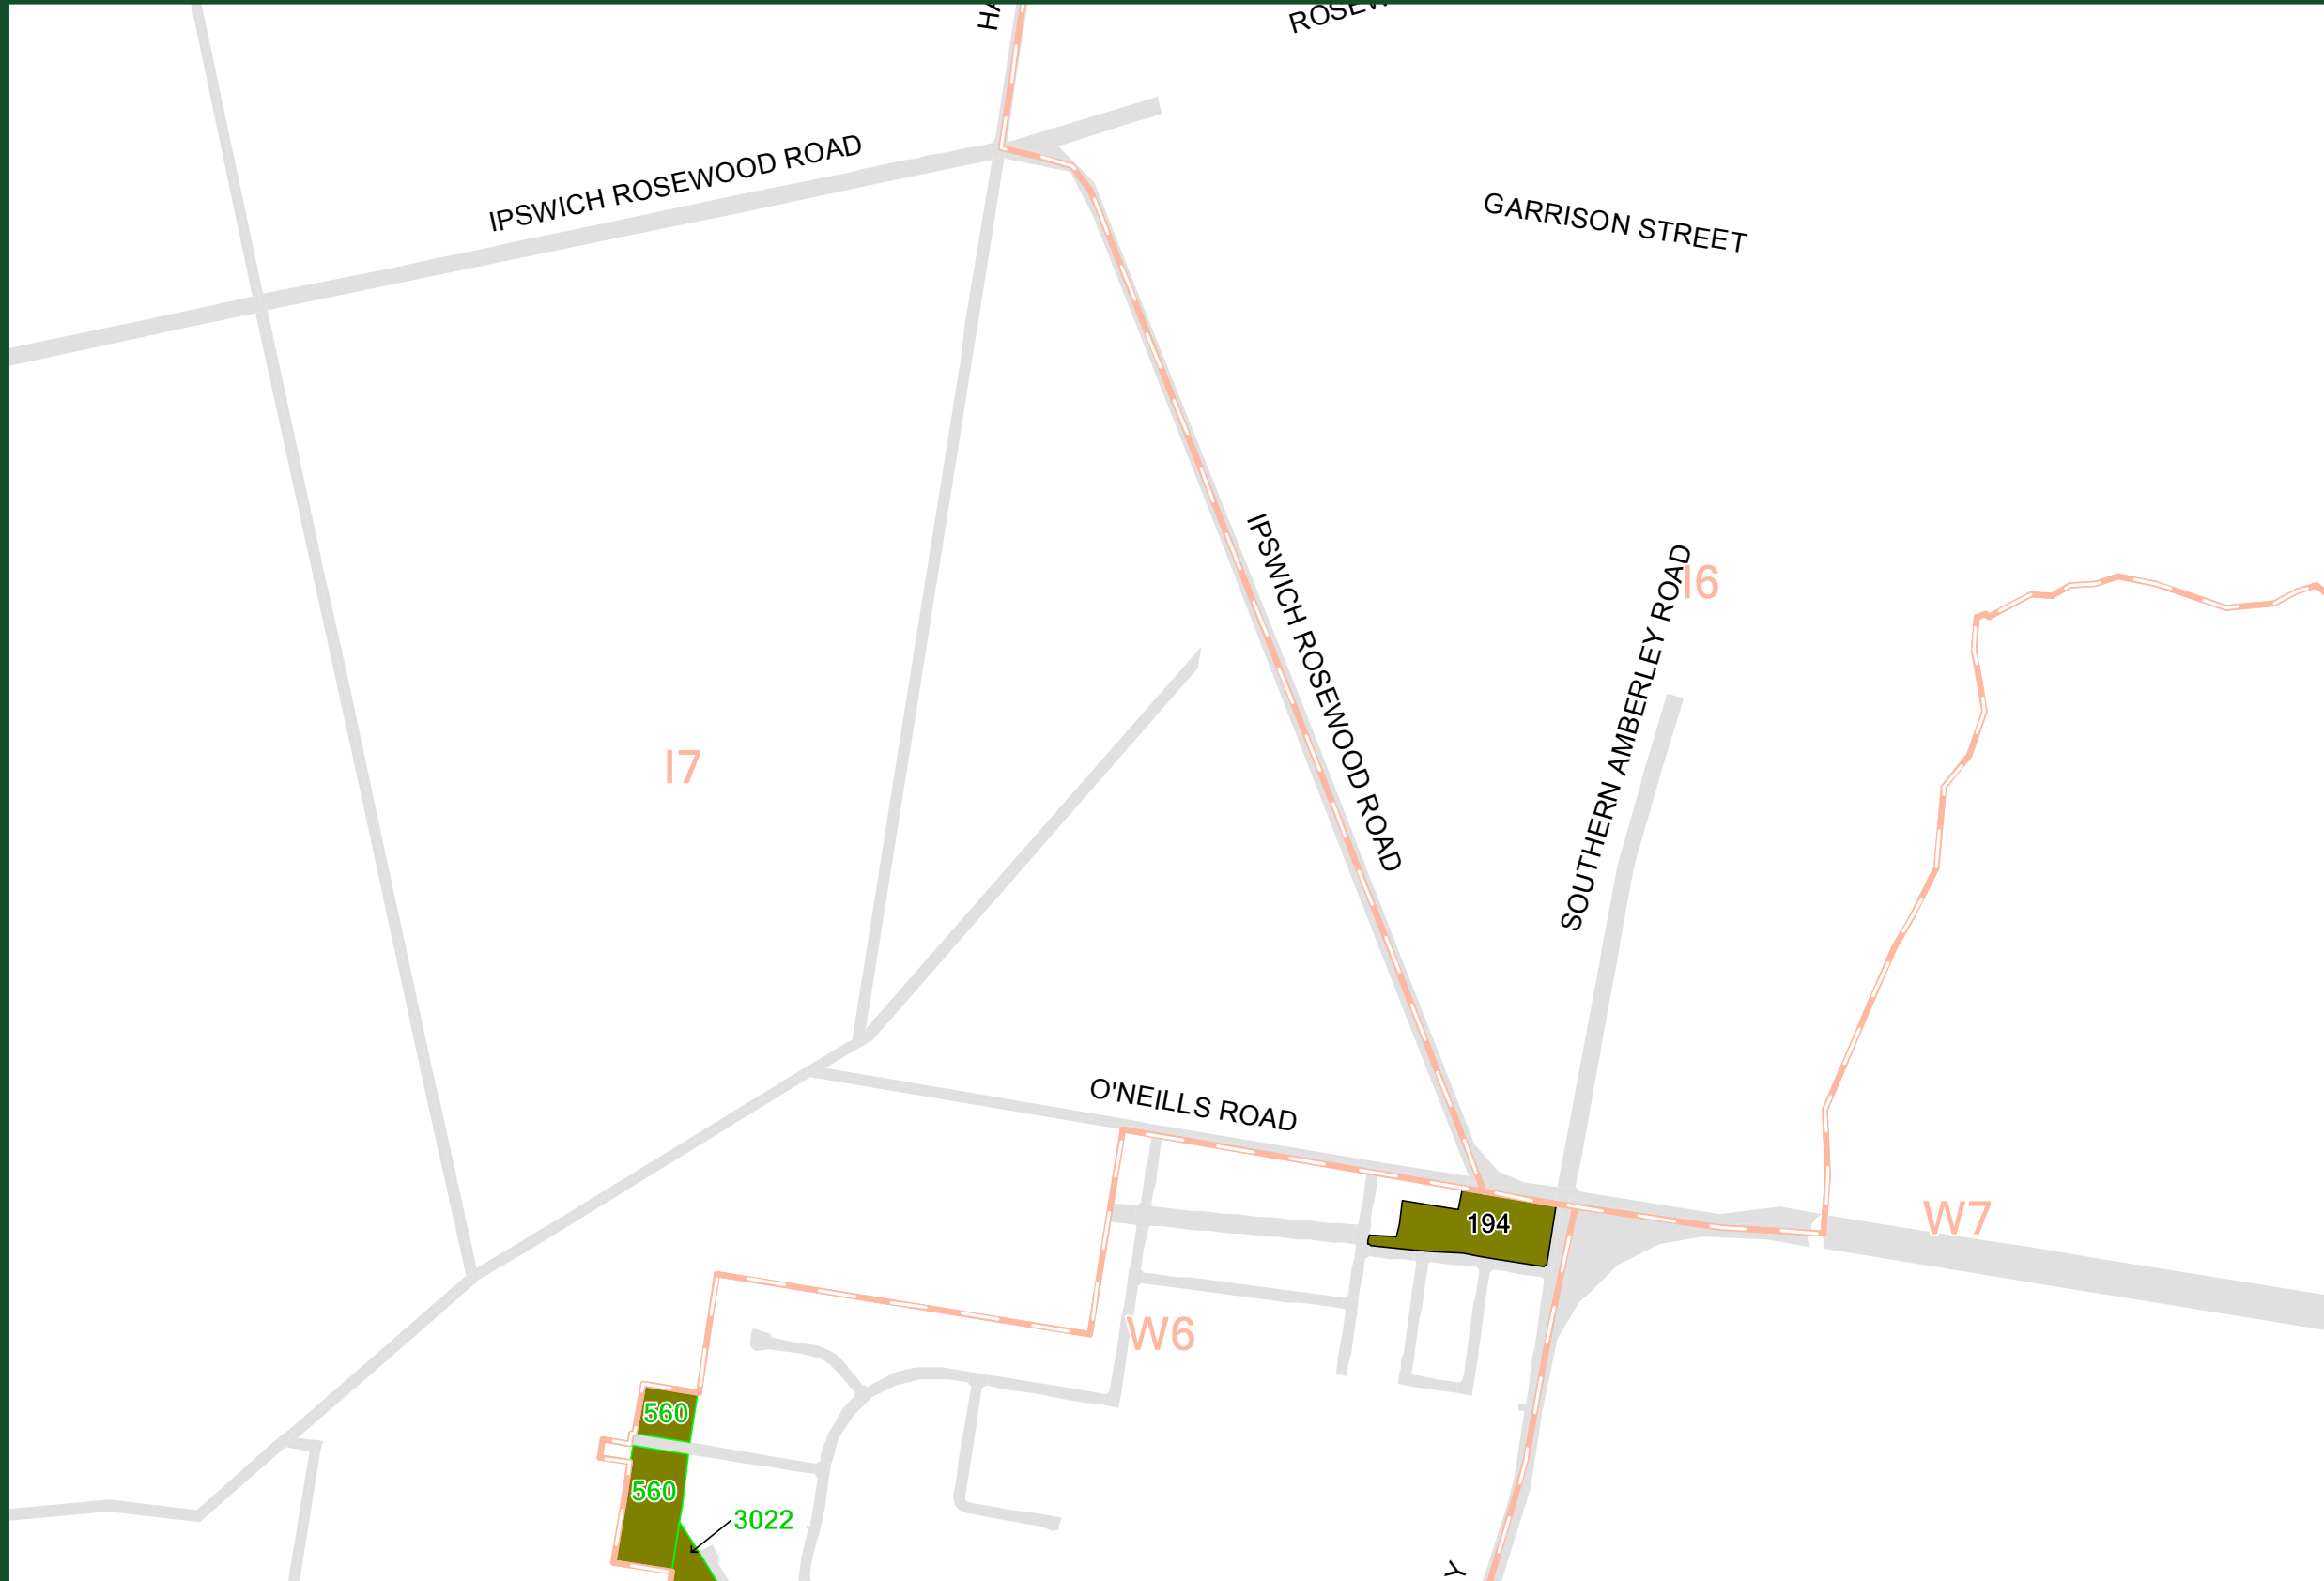 IPSWICH ROSEWOOD ROAD
GARRISON STREET
IPSWICH ROSEWOOD ROAD
SOUTHERN AMBERLEY ROAD
I6
I7
O'NEILLS ROAD
194
W7
W6
560
560
3022
Y